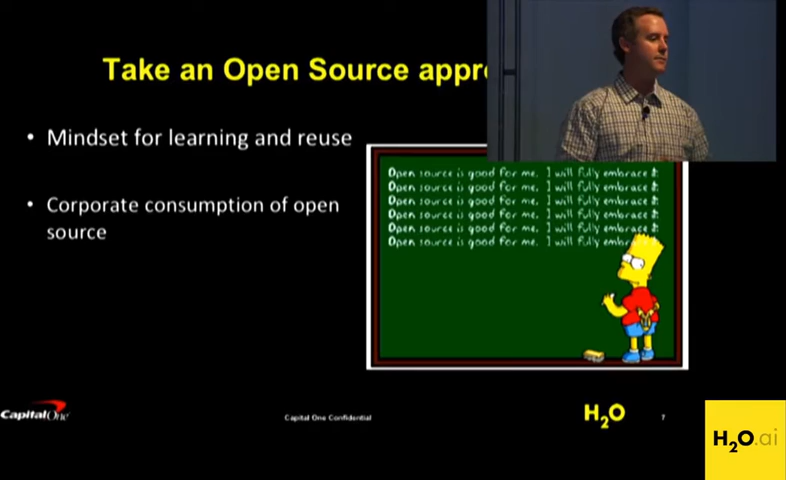 Take an Open Source appr
• Mindset for learning and reuse
• Corporate consumption of open
source
Open source is good for me. I will fully embrace it
Open source is good for me. I will fully embrace it
Open source is good for me. I will fully embrace it
Open source is good for me. I will fully embrace it
Open source is good for me. I will fully embrace it
Open source is good for me. I will fully embrace it
CapitalOne
Capital One Confidential
H2O
7
H2O.ai